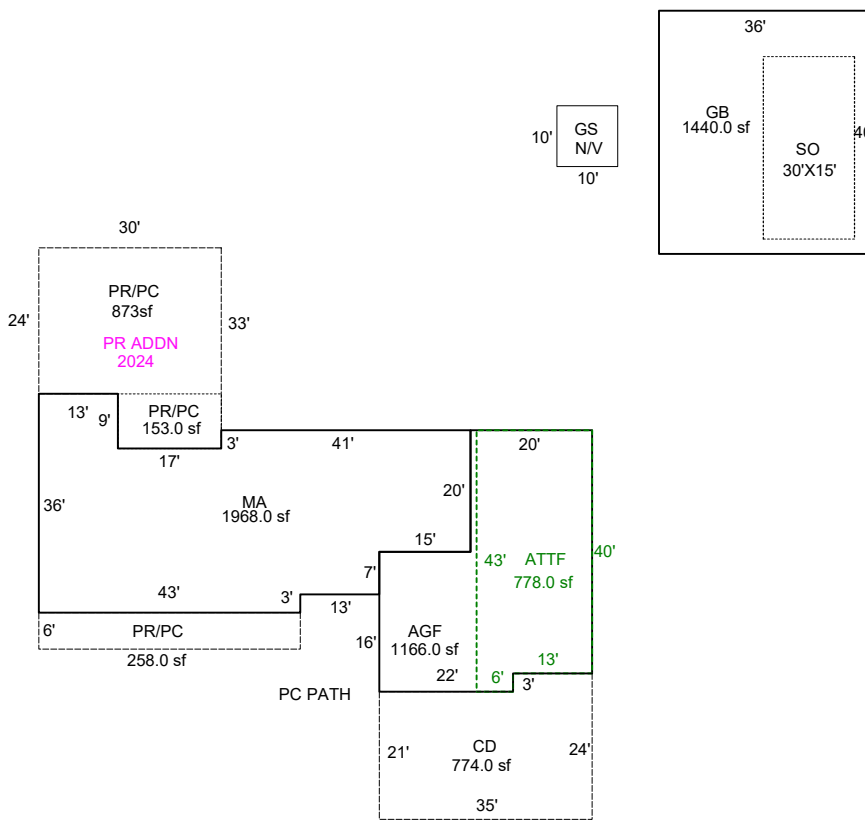 36'
GB
1440.0 sf
SO
30'X15'
10'
GS
N/V
10'
30'
24'
PR/PC
873sf
33'
PR ADDN
2024
13'
9'
PR/PC
153.0 sf
17'
3'
41'
20'
36'
MA
1968.0 sf
20'
15'
43'
ATTF
778.0 sf
40'
7'
43'
3'
13'
6'
PR/PC
258.0 sf
16'
AGF
1166.0 sf
22'
6'
13'
3'
PC PATH
21'
CD
774.0 sf
24'
35'